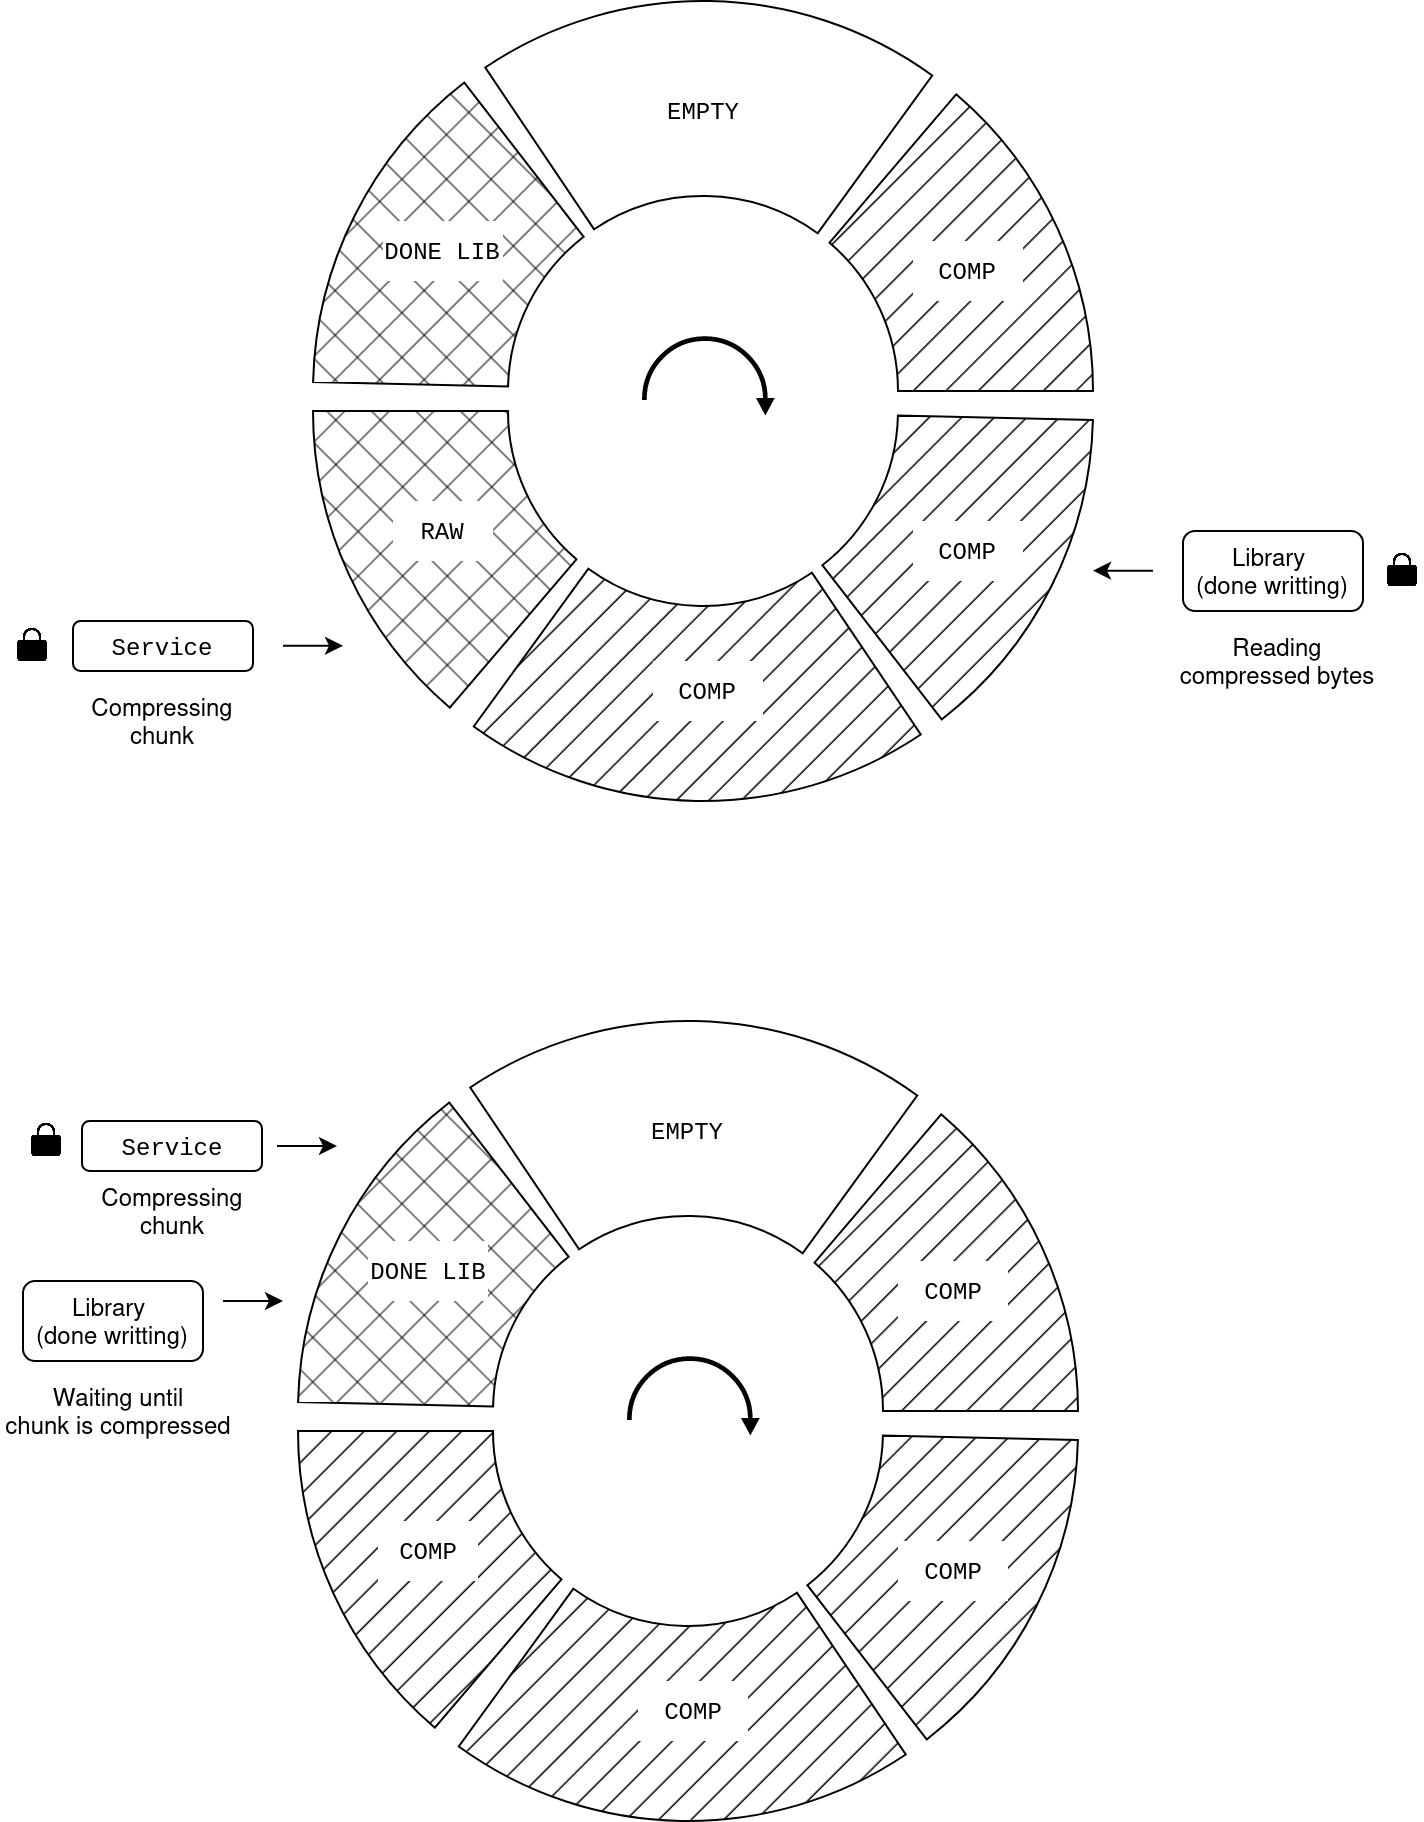 EMPTY
DONE LIB
COMP
RAW
COMP
COMP
Service
Compressing
chunk
Library
(done writting)
Reading
compressed bytes
EMPTY
Service
Compressing
chunk
DONE LIB
COMP
Library
(done writting)
Waiting until
chunk is compressed
COMP
COMP
COMP